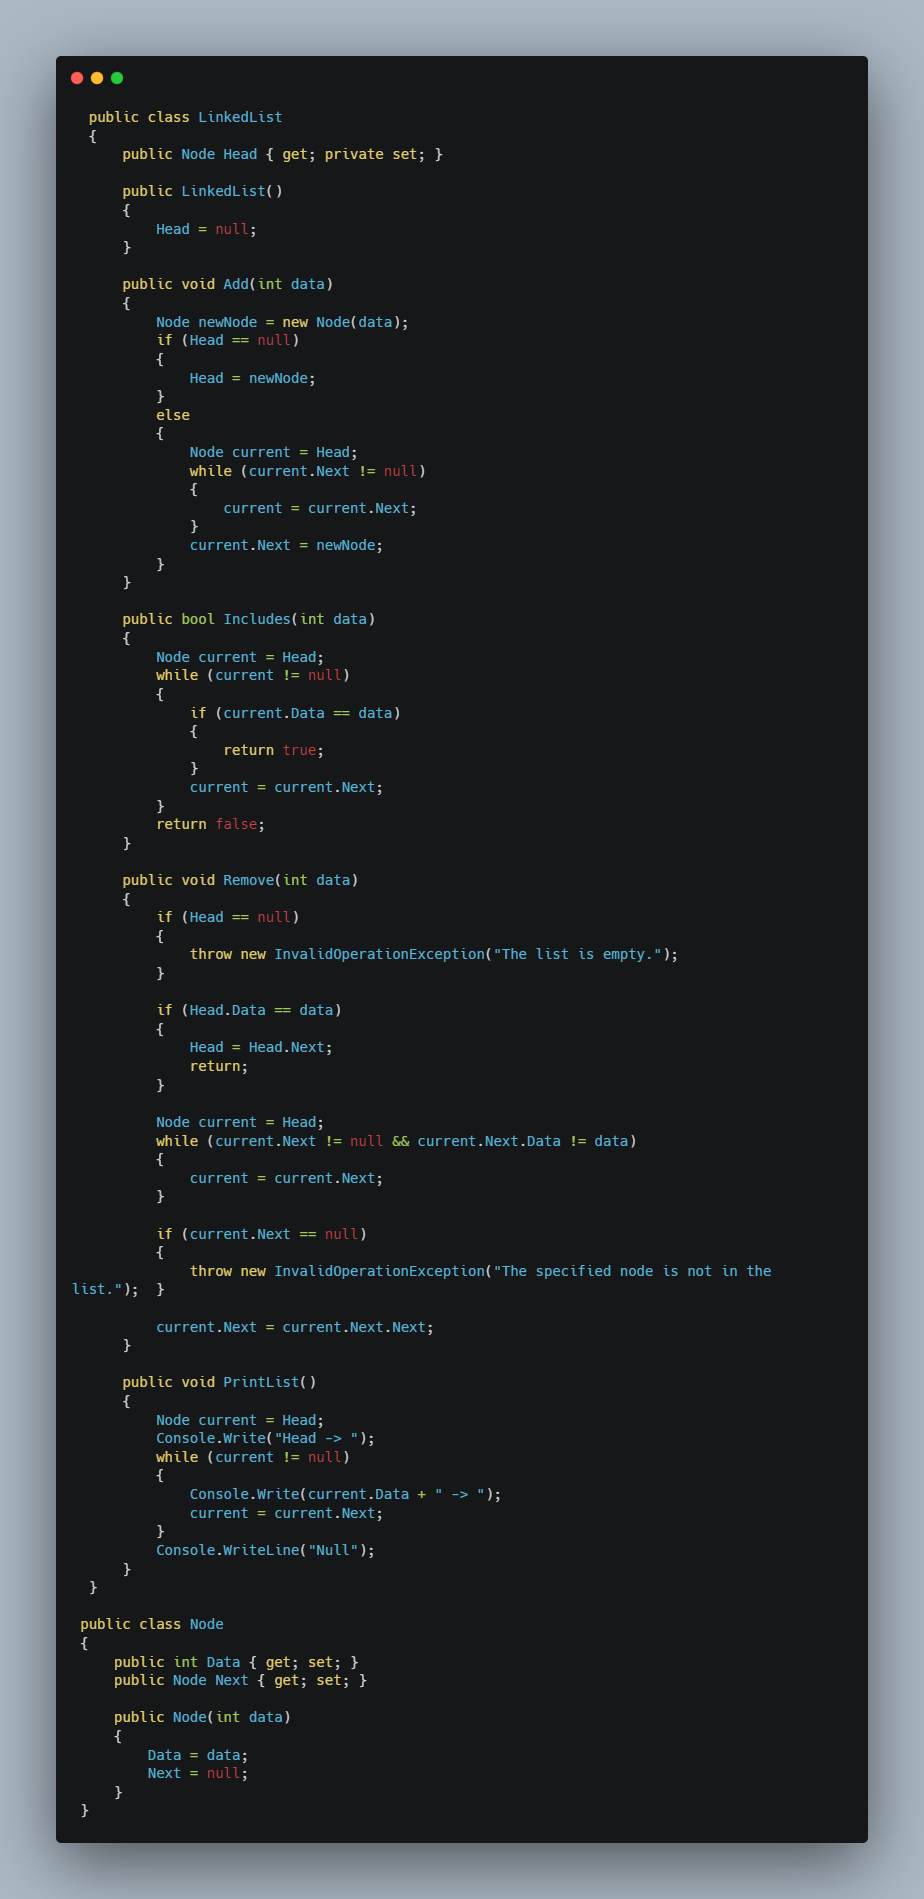 public class LinkedList
{
    public Node Head { get; private set; }

    public LinkedList()
    {
        Head = null;
    }

    public void Add(int data)
    {
        Node newNode = new Node(data);
        if (Head == null)
        {
            Head = newNode;
        }
        else
        {
            Node current = Head;
            while (current.Next != null)
            {
                current = current.Next;
            }
            current.Next = newNode;
        }
    }

    public bool Includes(int data)
    {
        Node current = Head;
        while (current != null)
        {
            if (current.Data == data)
            {
                return true;
            }
            current = current.Next;
        }
        return false;
    }

    public void Remove(int data)
    {
        if (Head == null)
        {
            throw new InvalidOperationException("The list is empty.");
        }

        if (Head.Data == data)
        {
            Head = Head.Next;
            return;
        }

        Node current = Head;
        while (current.Next != null && current.Next.Data != data)
        {
            current = current.Next;
        }

        if (current.Next == null)
        {
            throw new InvalidOperationException("The specified node is not in the
list.");  }

        current.Next = current.Next.Next;
    }

    public void PrintList()
    {
        Node current = Head;
        Console.Write("Head -> ");
        while (current != null)
        {
            Console.Write(current.Data + " -> ");
            current = current.Next;
        }
        Console.WriteLine("Null");
    }
}

public class Node
{
    public int Data { get; set; }
    public Node Next { get; set; }

    public Node(int data)
    {
        Data = data;
        Next = null;
    }
}